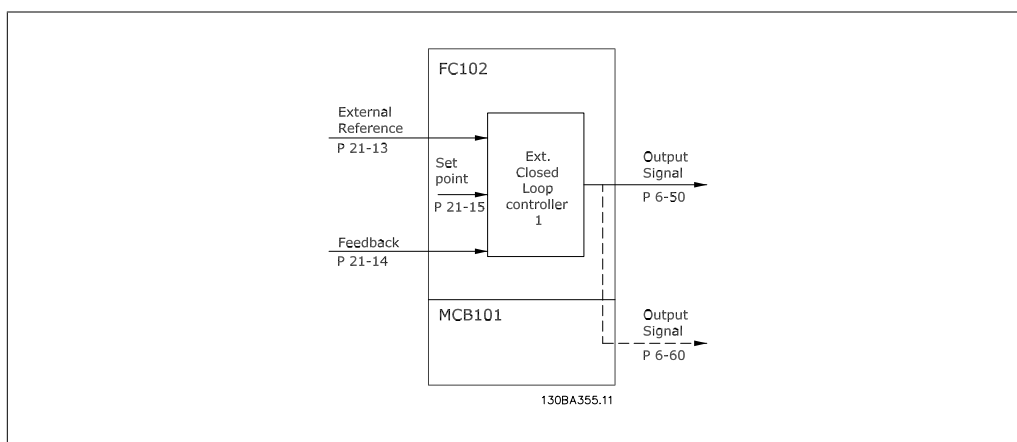 FC102
External
Reference
P 21-13
Set
point
P 21-15
Feedback
P 21-14
Ext.
Closed
Loop
controller
1
Output
Signal
P 6-50
MCB101
Output
Signal
P 6-60
130BA355.11